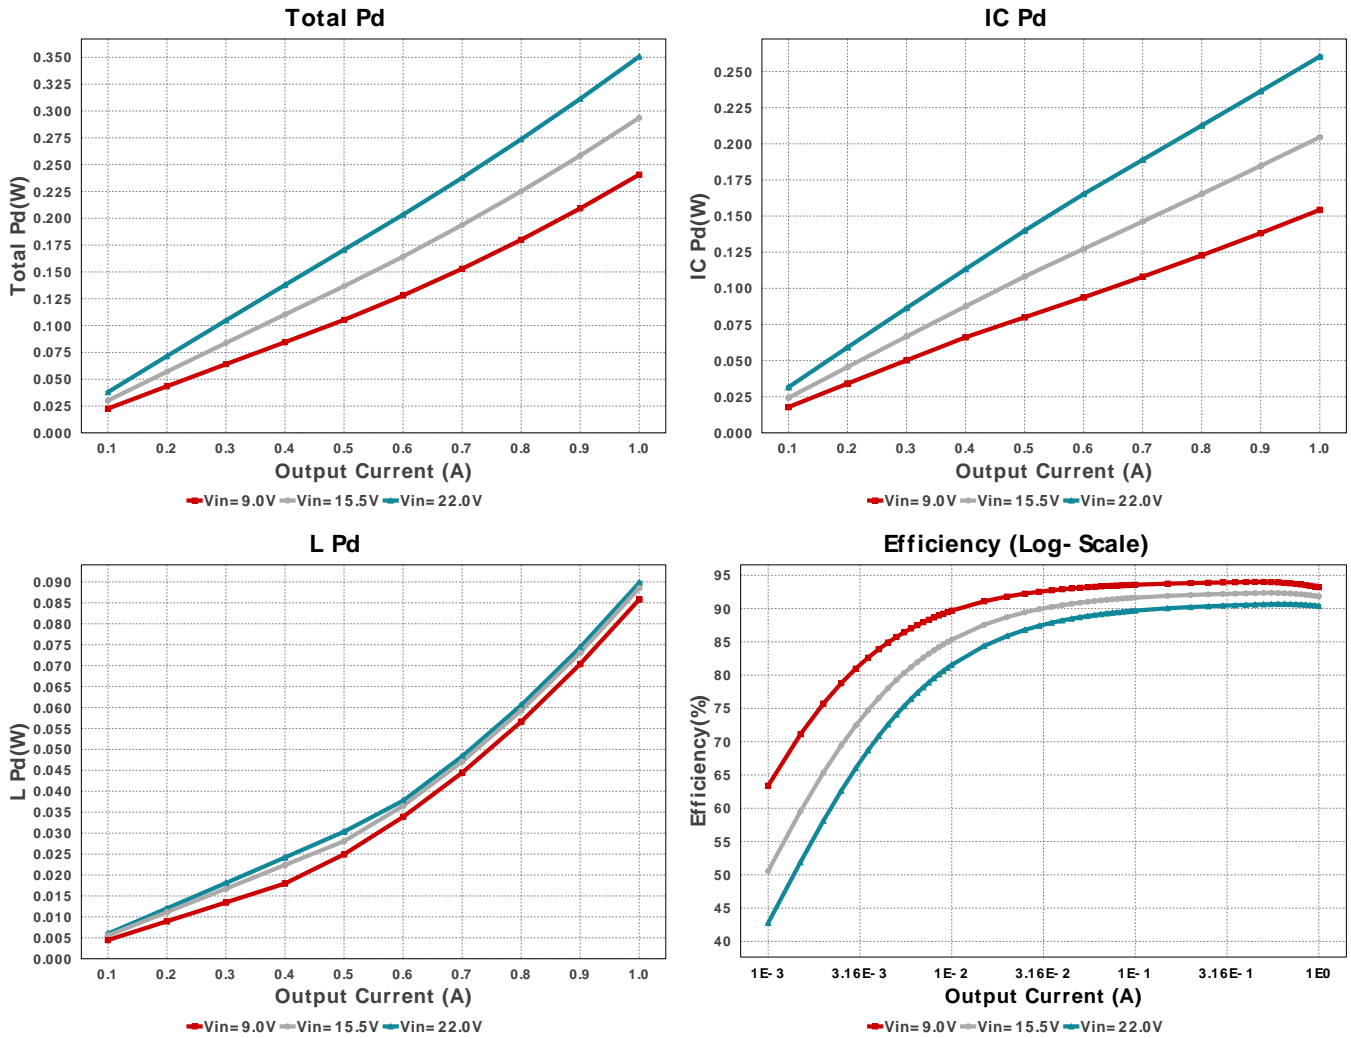 Total Pd
0.350
0.325
0.300
0.275
0.250
0.225
0.200
0.175
0.150
0.125
0.100
0.075
0.050
0.025
0.000
Total Pd(W)
0.1 0.2 0.3 0.4 0.5 0.6 0.7 0.8 0.9 1.0
Output Current (A)
Vin= 9.0V Vin= 15.5V Vin= 22.0V
IC Pd
0.250
0.225
0.200
0.175
0.150
0.125
0.100
0.075
0.050
0.025
0.000
IC Pd(W)
0.1 0.2 0.3 0.4 0.5 0.6 0.7 0.8 0.9 1.0
Output Current (A)
Vin= 9.0V Vin= 15.5V Vin= 22.0V
L Pd
0.090
0.085
0.080
0.075
0.070
0.065
0.060
0.055
0.050
0.045
0.040
0.035
0.030
0.025
0.020
0.015
0.010
0.005
0.000
L Pd(W)
0.1 0.2 0.3 0.4 0.5 0.6 0.7 0.8 0.9 1.0
Output Current (A)
Vin= 9.0V Vin= 15.5V Vin= 22.0V
Efficiency (Log- Scale)
95
90
85
80
75
70
65
60
55
50
45
40
Efficiency(%)
1E- 3 3.16E- 3 1E- 2 3.16E- 2 1E- 1 3.16E- 1 1E0
Output Current (A)
Vin= 9.0V Vin= 15.5V Vin= 22.0V